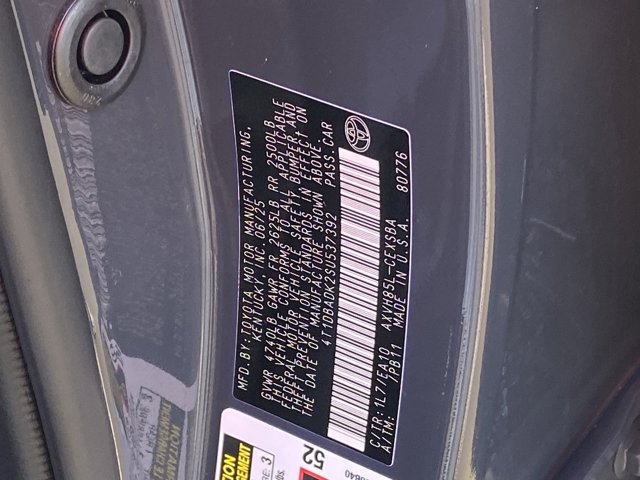 MFD.BY:TOYOTA MOTOR MANUFACTURING,
KENTUCKY, INC. 06/25
GVWR 4740LB GAWR FR 2625LB RR 2500LB
THIS VEHICLE CONFORMS TO ALL APPLICABLE
FEDERAL MOTOR VEHICLE SAFETY, BUMPER, AND
THEFT PREVENTION STANDARDS IN EFFECT ON
THE DATE OF MANUFACTURE SHOWN ABOVE.
4T1DBADK2SU537392 PASS.CAR
C/TR: 1L7/EA10 AXVH85L-CEXSBA
A/TM: /PB11 MADE IN U.S.A. 80776
52